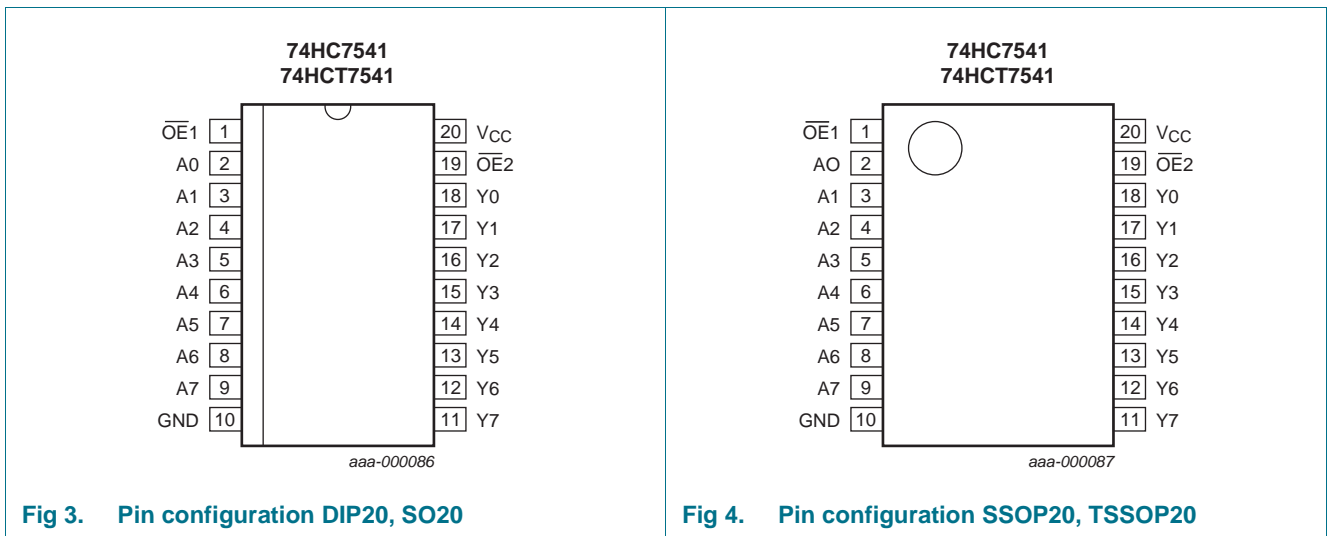 74HC7541
74HCT7541
O̅E̅1 1 20 VCC
A0 2 19 O̅E̅2
A1 3 18 Y0
A2 4 17 Y1
A3 5 16 Y2
A4 6 15 Y3
A5 7 14 Y4
A6 8 13 Y5
A7 9 12 Y6
GND 10 11 Y7
aaa-000086
Fig 3. Pin configuration DIP20, SO20
74HC7541
74HCT7541
O̅E̅1 1 20 VCC
AO 2 19 O̅E̅2
A1 3 18 Y0
A2 4 17 Y1
A3 5 16 Y2
A4 6 15 Y3
A5 7 14 Y4
A6 8 13 Y5
A7 9 12 Y6
GND 10 11 Y7
aaa-000087
Fig 4. Pin configuration SSOP20, TSSOP20